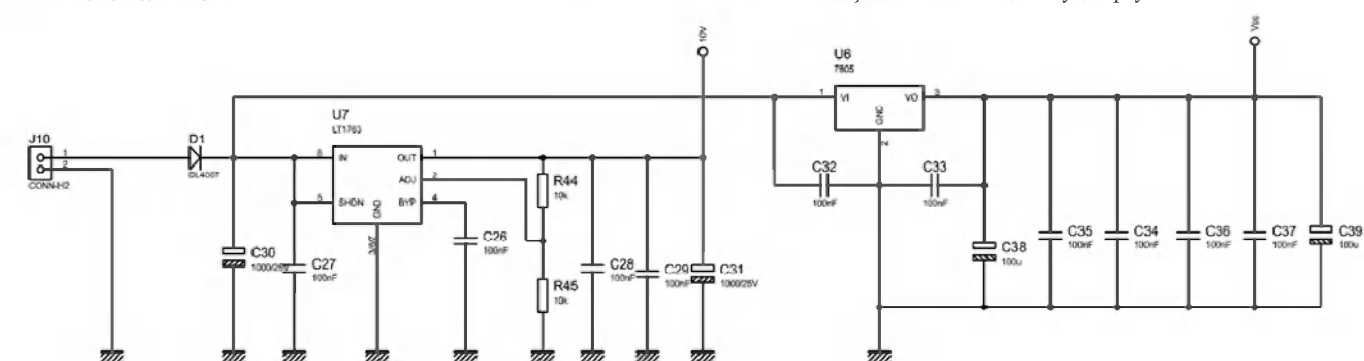 10V
Vcc
U6
7805
1
VI
VO
3
GND
2
U7
LT1763
J10
1
2
CONN-H2
D1
6
IN
OUT
1
ADJ
2
5
SHDN
BYP
4
GND
R44
10k
C32
100nF
C33
100nF
C30
1000/25V
C27
100nF
C26
100nF
R45
10k
C28
100nF
C29
100nF
C31
1000/25V
C38
100u
C35
100nF
C34
100nF
C36
100nF
C37
100nF
C39
100u